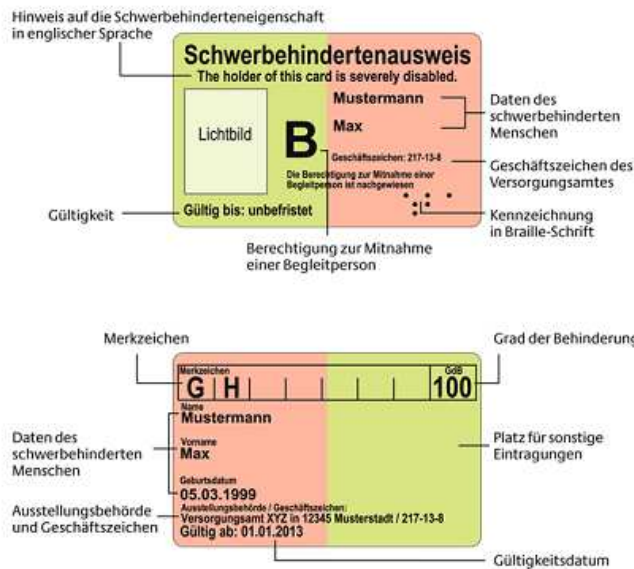 Hinweis auf die Schwerbehinderteneigenschaft
in englischer Sprache
Schwerbehindertenausweis
The holder of this card is severely disabled.
Lichtbild
B
Mustermann
Max
Daten des
schwerbehinderten
Menschen
Geschäftszeichen: 217-13-8
Geschäftszeichen des
Versorgungsamtes
Die Berechtigung zur Mitnahme einer
Begleitperson ist nachgewiesen
Gültigkeit
Gültig bis: unbefristet
Kennzeichnung
in Braille-Schrift
Berechtigung zur Mitnahme
einer Begleitperson
Merkzeichen
Grad der Behinderung
Merkzeichen
GdB
G H
100
Name
Mustermann
Vorname
Max
Daten des
schwerbehinderten
Menschen
Platz für sonstige
Eintragungen
Geburtsdatum
05.03.1999
Ausstellungsbehörde
und Geschäftszeichen
Ausstellungsbehörde / Geschäftszeichen:
Versorgungsamt XYZ in 12345 Musterstadt / 217-13-8
Gültig ab: 01.01.2013
Gültigkeitsdatum